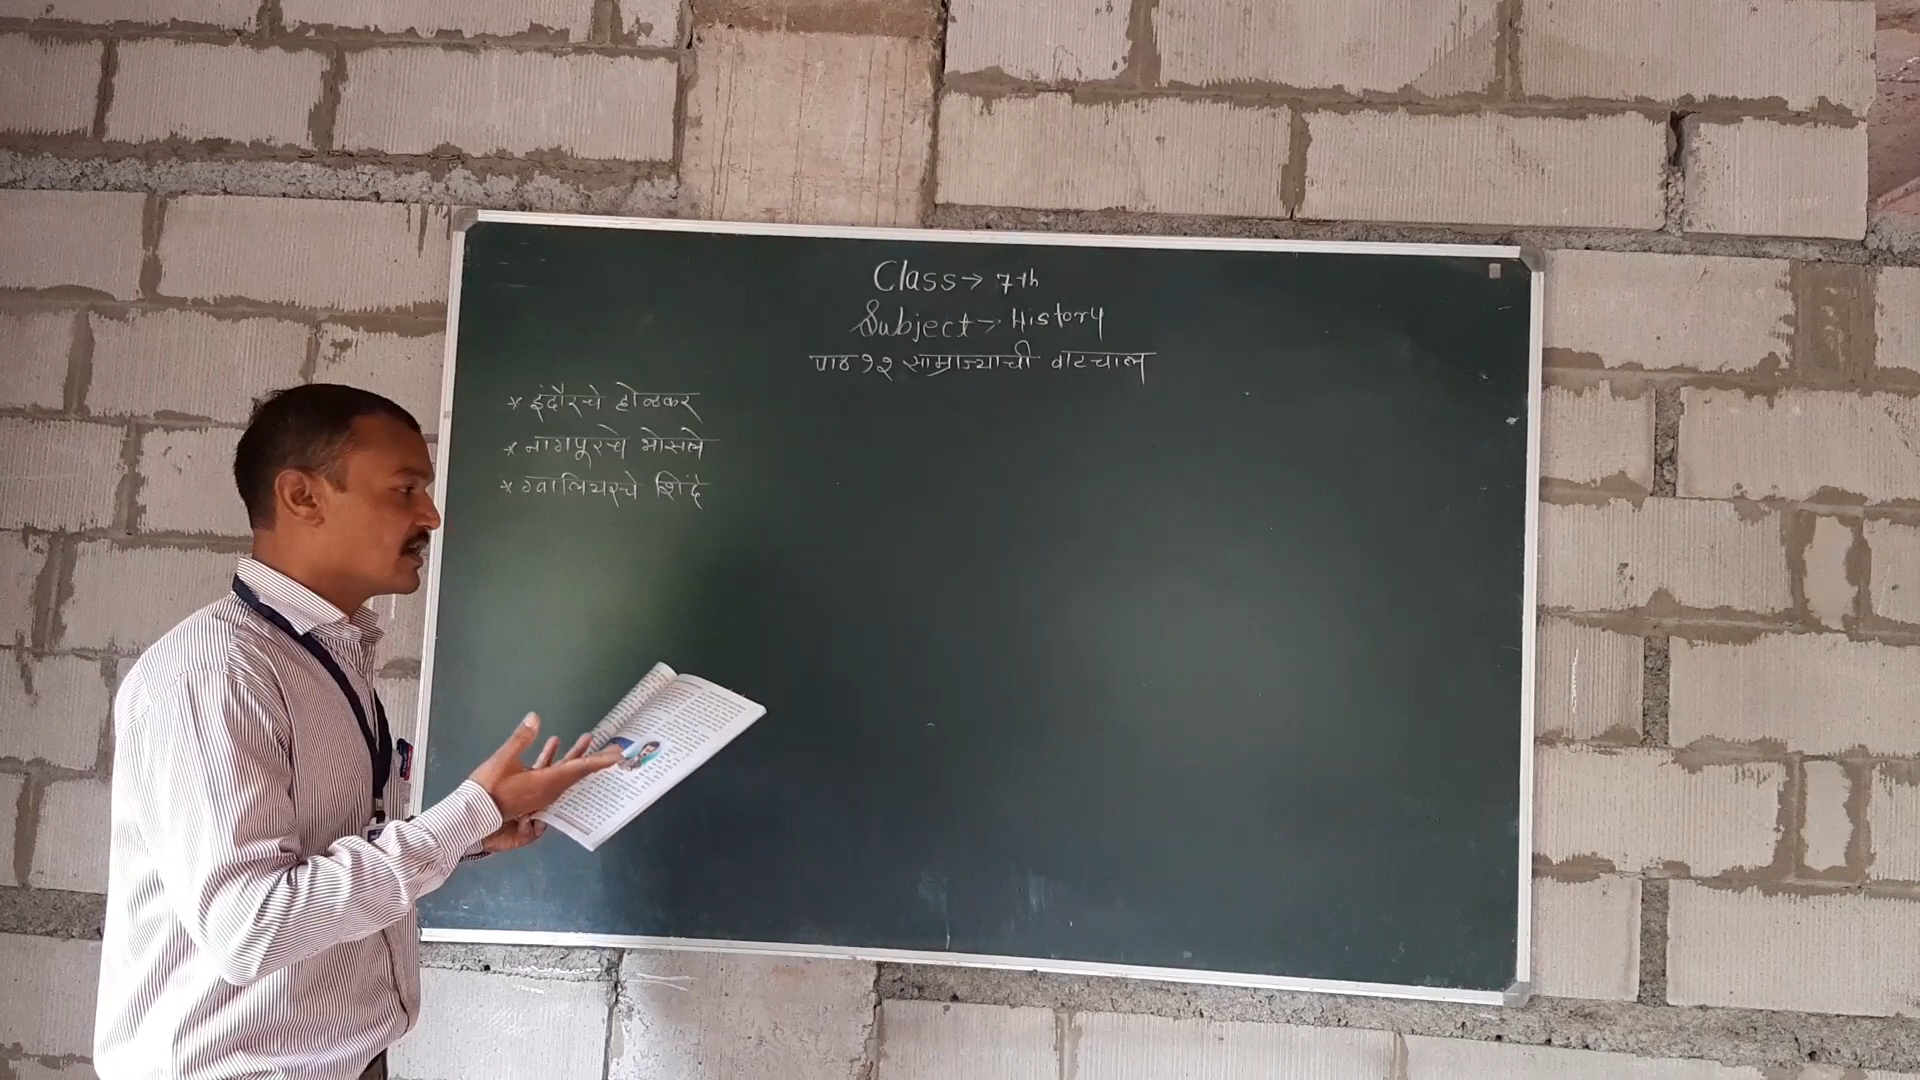 Class → 7th
Subject → History
पाठ १२ साम्राज्याची वाटचाल
* इंदौरचे होळकर
* नागपूरचे भोसले
* ग्वालियरचे शिंदे